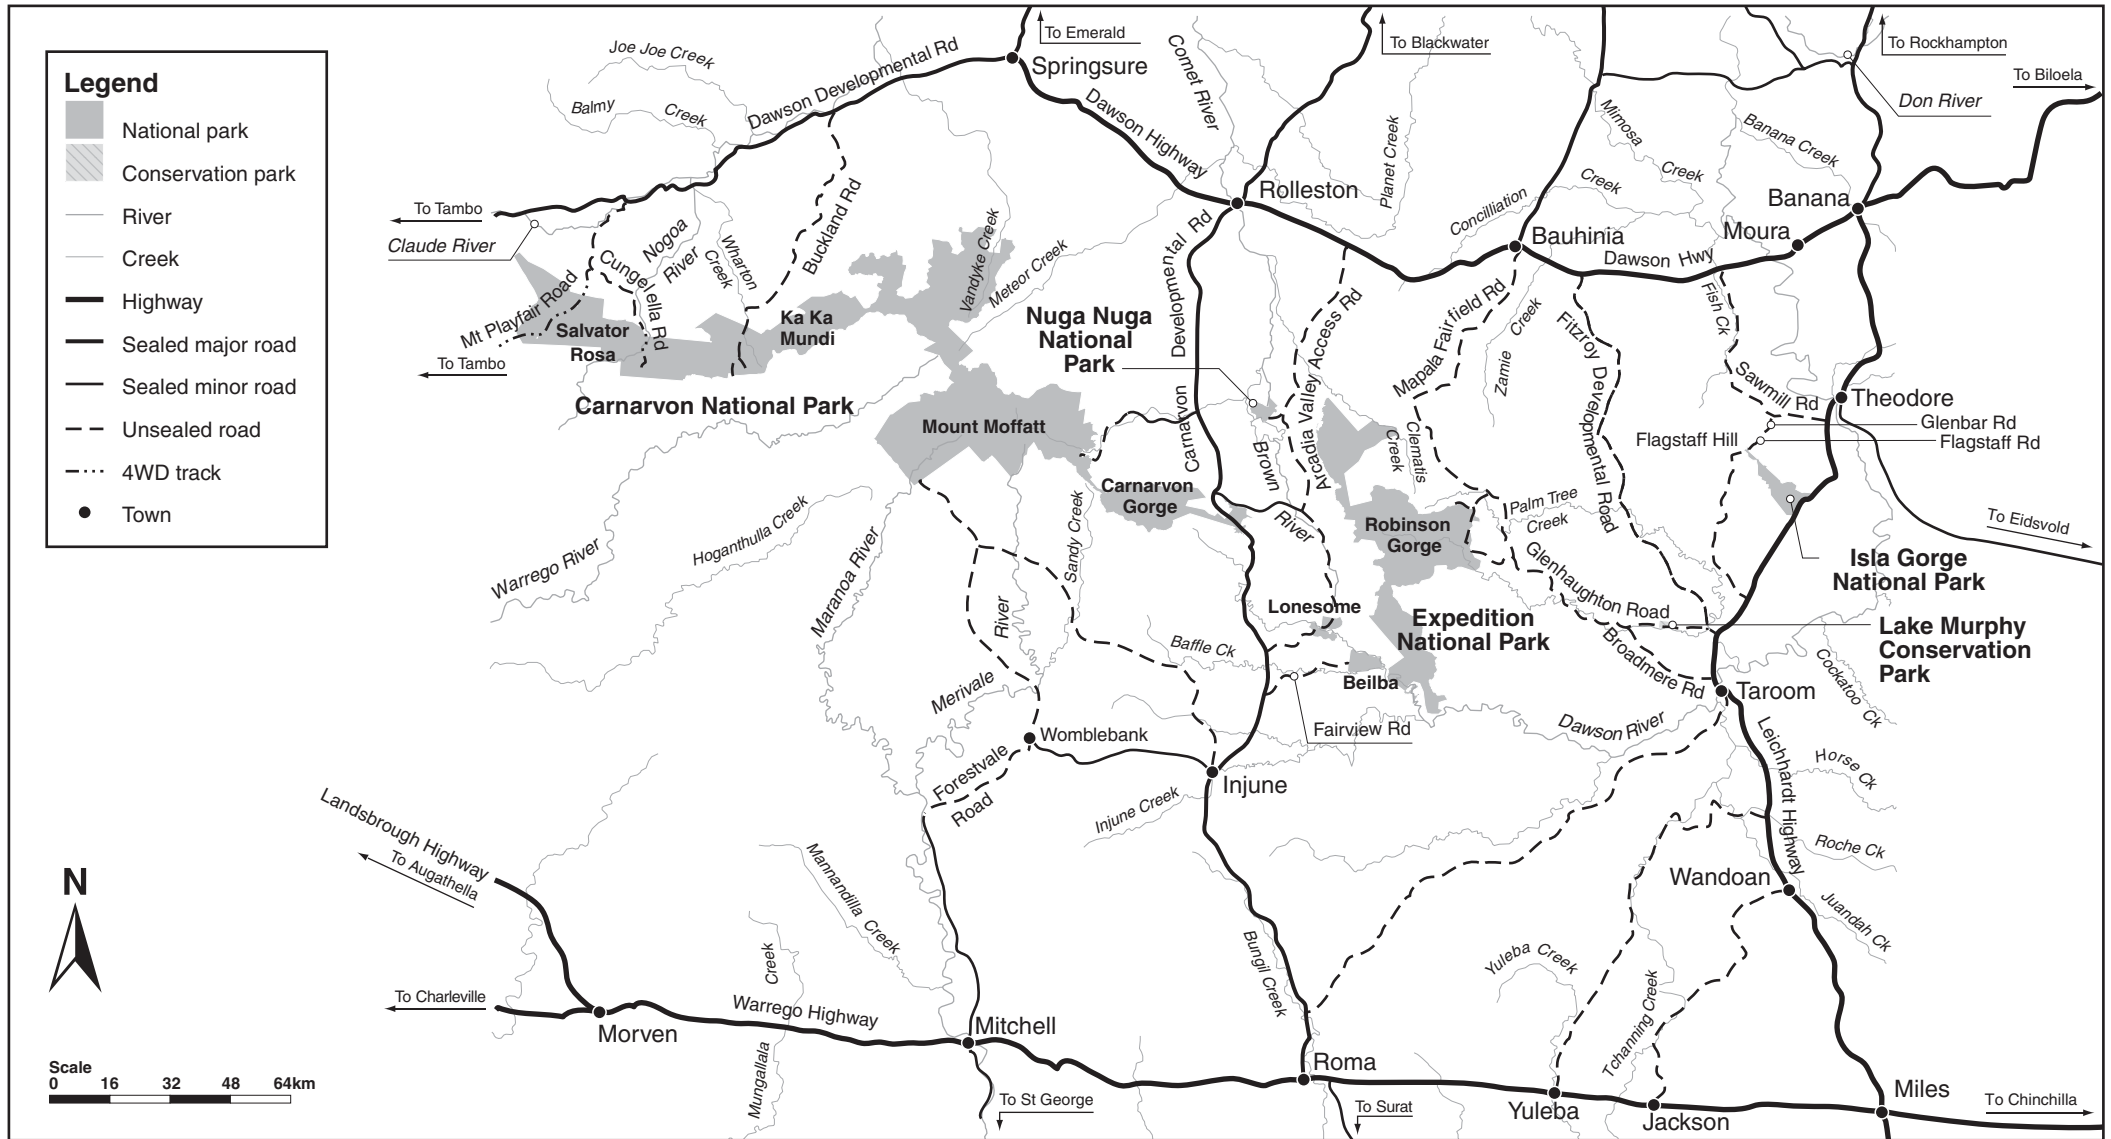 Legend
National park
Conservation park
River
Creek
Highway
Sealed major road
Sealed minor road
Unsealed road
4WD track
Town
To Emerald
To Blackwater
To Rockhampton
To Biloela
Joe Joe Creek
Balmy Creek
Dawson Developmental Rd
Springsure
Comet River
Dawson Highway
Planet Creek
Mimosa Creek
Banana Creek
Don River
Rolleston
Banana
To Tambo
Claude River
Nogoa River
Wharton Creek
Buckland Rd
Vandyke Creek
Meteor Creek
Concilliation Creek
Bauhinia
Moura
Dawson Hwy
Cungelella Rd
Mt Playfair Road
To Tambo
Salvator
Rosa
Ka Ka
Mundi
Nuga Nuga
National
Park
Carnarvon Developmental Rd
Arcadia Valley Access Rd
Mapala Fairfield Rd
Zamie Creek
Fitzroy Developmental Road
Fish Ck
Sawmill Rd
Theodore
Glenbar Rd
Flagstaff Hill
Flagstaff Rd
Carnarvon National Park
Mount Moffatt
Carnarvon
Gorge
Brown River
Clematis
Creek
Robinson
Gorge
Palm Tree
Creek
Glenhaughton Road
To Eidsvold
Isla Gorge
National Park
Warrego River
Hoganthulla Creek
Maranoa River
Sandy Creek
Merivale River
Baffle Ck
Lonesome
Expedition
National Park
Beilba
Broadmere Rd
Lake Murphy
Conservation
Park
Cockatoo Ck
Taroom
Dawson River
Fairview Rd
Womblebank
Forestvale
Road
Injune
Injune Creek
Leichhardt Highway
Horse Ck
Roche Ck
Wandoan
Juandah Ck
Landsbrough Highway
To Augathella
Mannandilla Creek
Bungil Creek
Yuleba Creek
Tchanning Creek
N
To Charleville
Morven
Warrego Highway
Mungallala Creek
Mitchell
Roma
To St George
To Surat
Yuleba
Jackson
Miles
To Chinchilla
Scale
0 16 32 48 64km